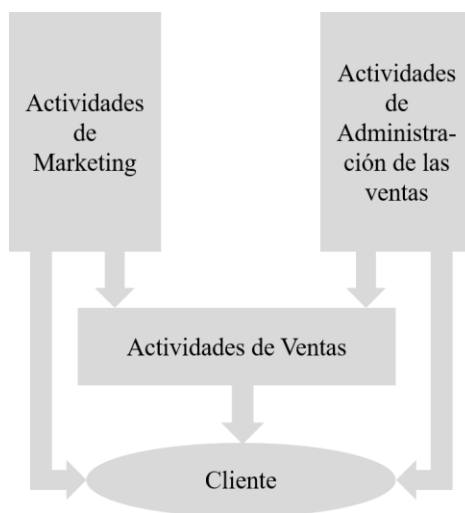 Actividades
de
Marketing
Actividades
de
Administra-
ción de las
ventas
Actividades de Ventas
Cliente